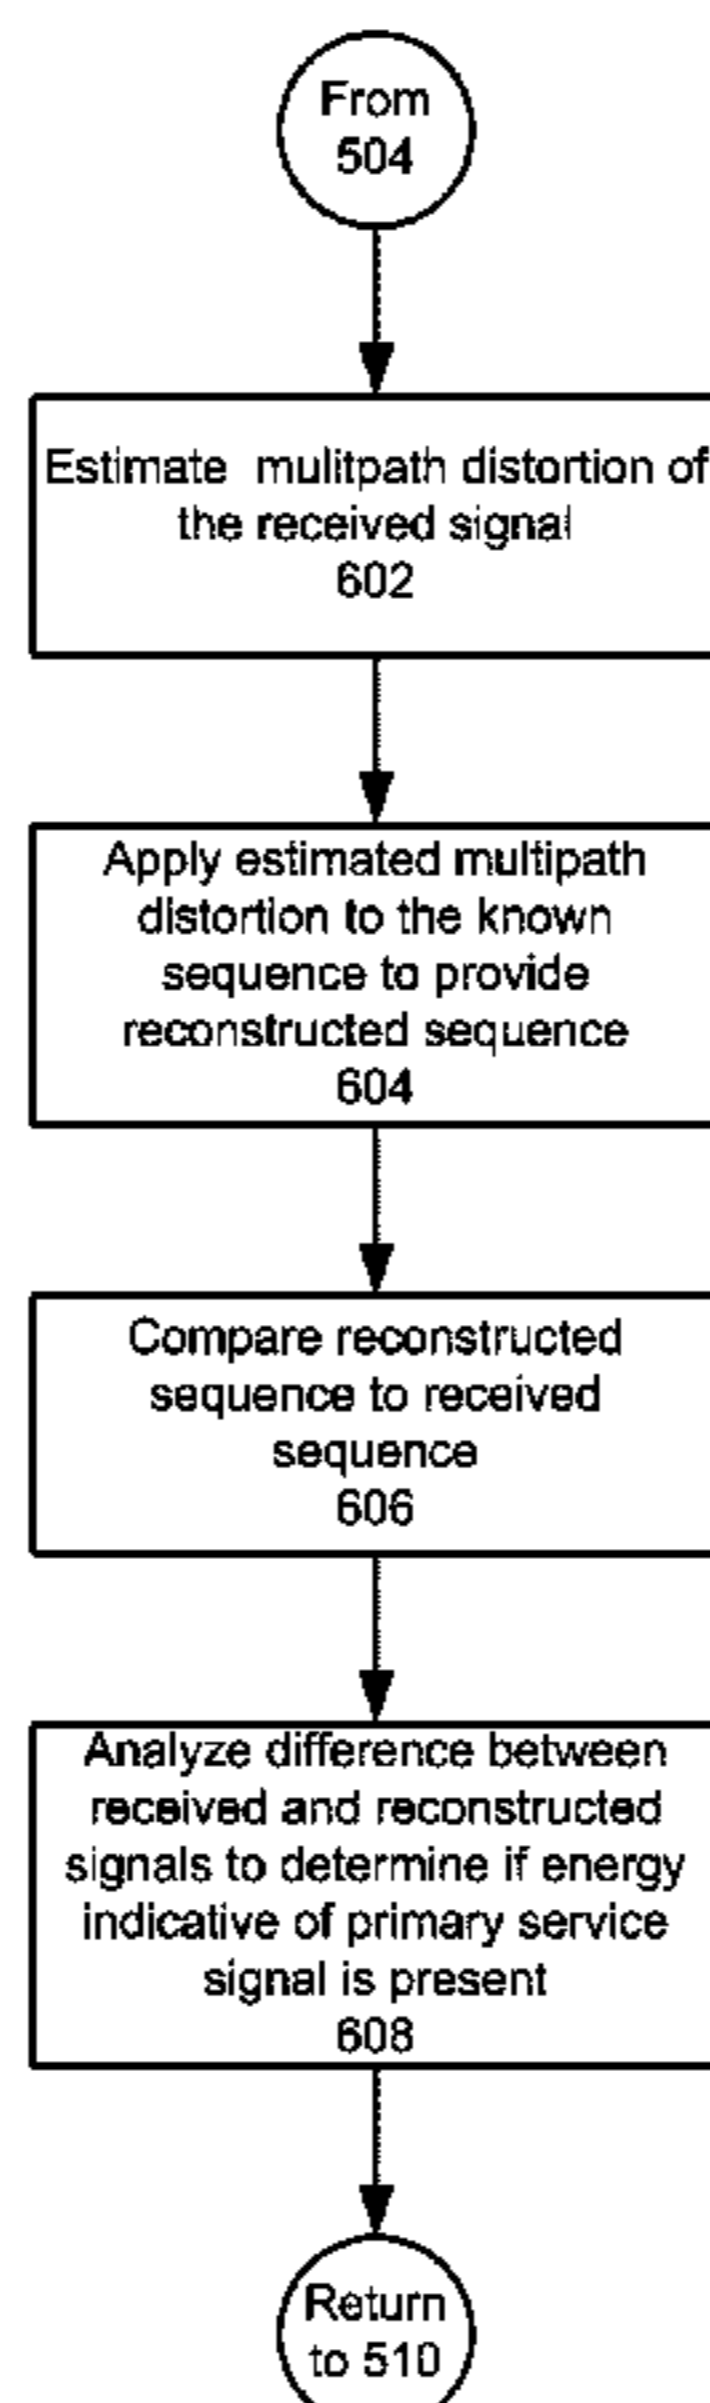 From
504
Estimate mulitpath distortion of
the received signal
602
Apply estimated multipath
distortion to the known
sequence to provide
reconstructed sequence
604
Compare reconstructed
sequence to received
sequence
606
Analyze difference between
received and reconstructed
signals to determine if energy
indicative of primary service
signal is present
608
Return
to 510